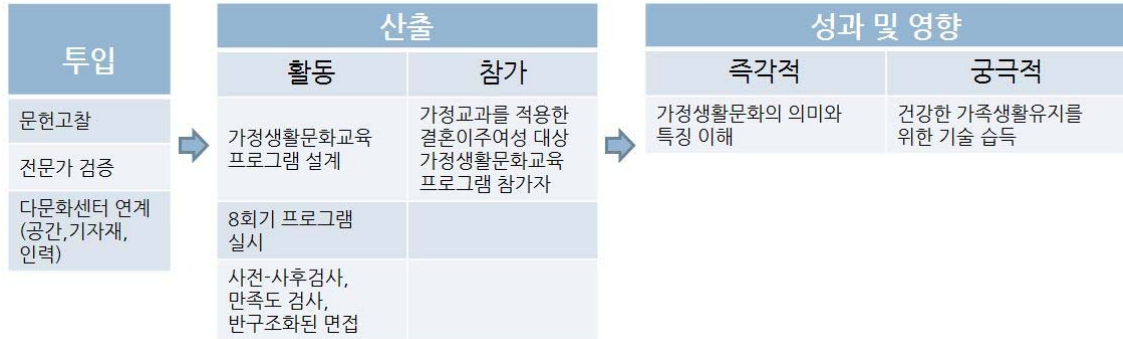 투입
문헌고찰
전문가 검증
다문화센터 연계
(공간,기자재,
인력)
산출
활동
참가
가정생활문화교육
프로그램 설계
가정교과를 적용한
결혼이주여성 대상
가정생활문화교육
프로그램 참가자
8회기 프로그램
실시
사전-사후검사,
만족도 검사,
반구조화된 면접
성과 및 영향
즉각적
궁극적
가정생활문화의 의미와
특징 이해
건강한 가족생활유지를
위한 기술 습득